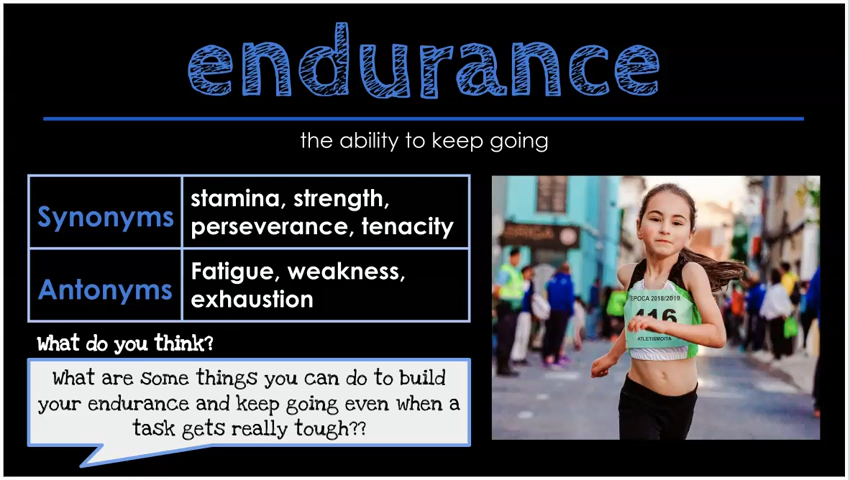 endurance
the ability to keep going
Synonyms
stamina, strength,
perseverance, tenacity
Antonyms
Fatigue, weakness,
exhaustion
What do you think?
What are some things you can do to build
your endurance and keep going even when a
task gets really tough??
EPOCA 2018/2019
416